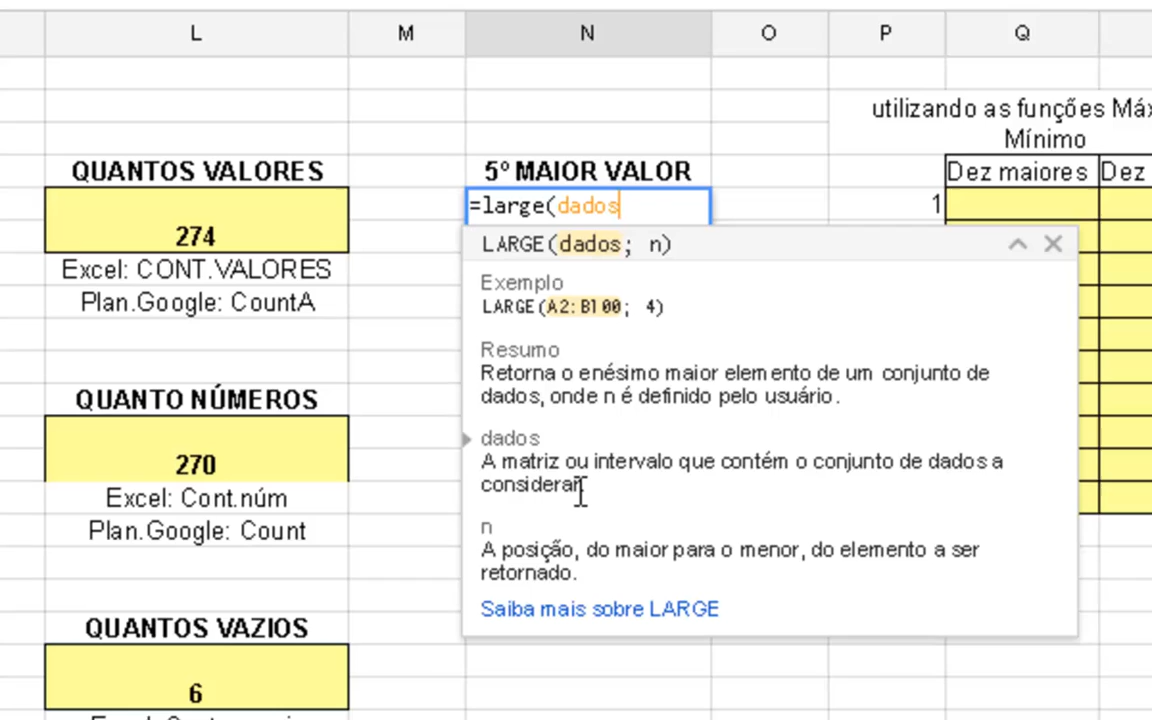 L M N O P Q
utilizando as funções Máx
Mínimo
QUANTOS VALORES
5º MAIOR VALOR
Dez maiores
Dez
=large(dados
1
274
LARGE(dados; n)
Excel: CONT.VALORES
Exemplo
Plan.Google: CountA
LARGE(A2:B100; 4)
Resumo
Retorna o enésimo maior elemento de um conjunto de
dados, onde n é definido pelo usuário.
QUANTO NÚMEROS
dados
A matriz ou intervalo que contém o conjunto de dados a
considerar.
270
Excel: Cont.núm
n
Plan.Google: Count
A posição, do maior para o menor, do elemento a ser
retornado.
Saiba mais sobre LARGE
QUANTOS VAZIOS
6